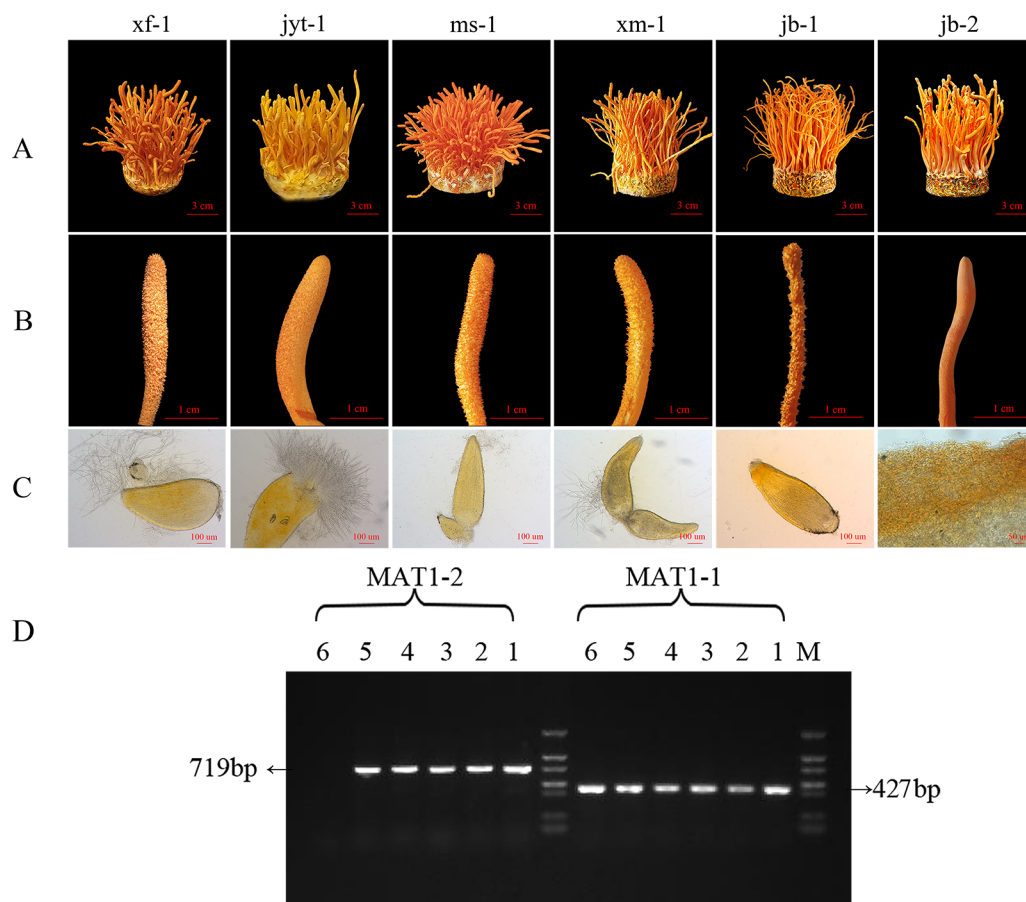 xf-1 jyt-1 ms-1 xm-1 jb-1 jb-2
A
3 cm 3 cm 3 cm 3 cm 3 cm 3 cm
B
1 cm 1 cm 1 cm 1 cm 1 cm 1 cm
C
100 um 100 um 100 um 100 um 100 um 50 um
MAT1-2 MAT1-1
D
6 5 4 3 2 1 6 5 4 3 2 1 M
719bp← →427bp